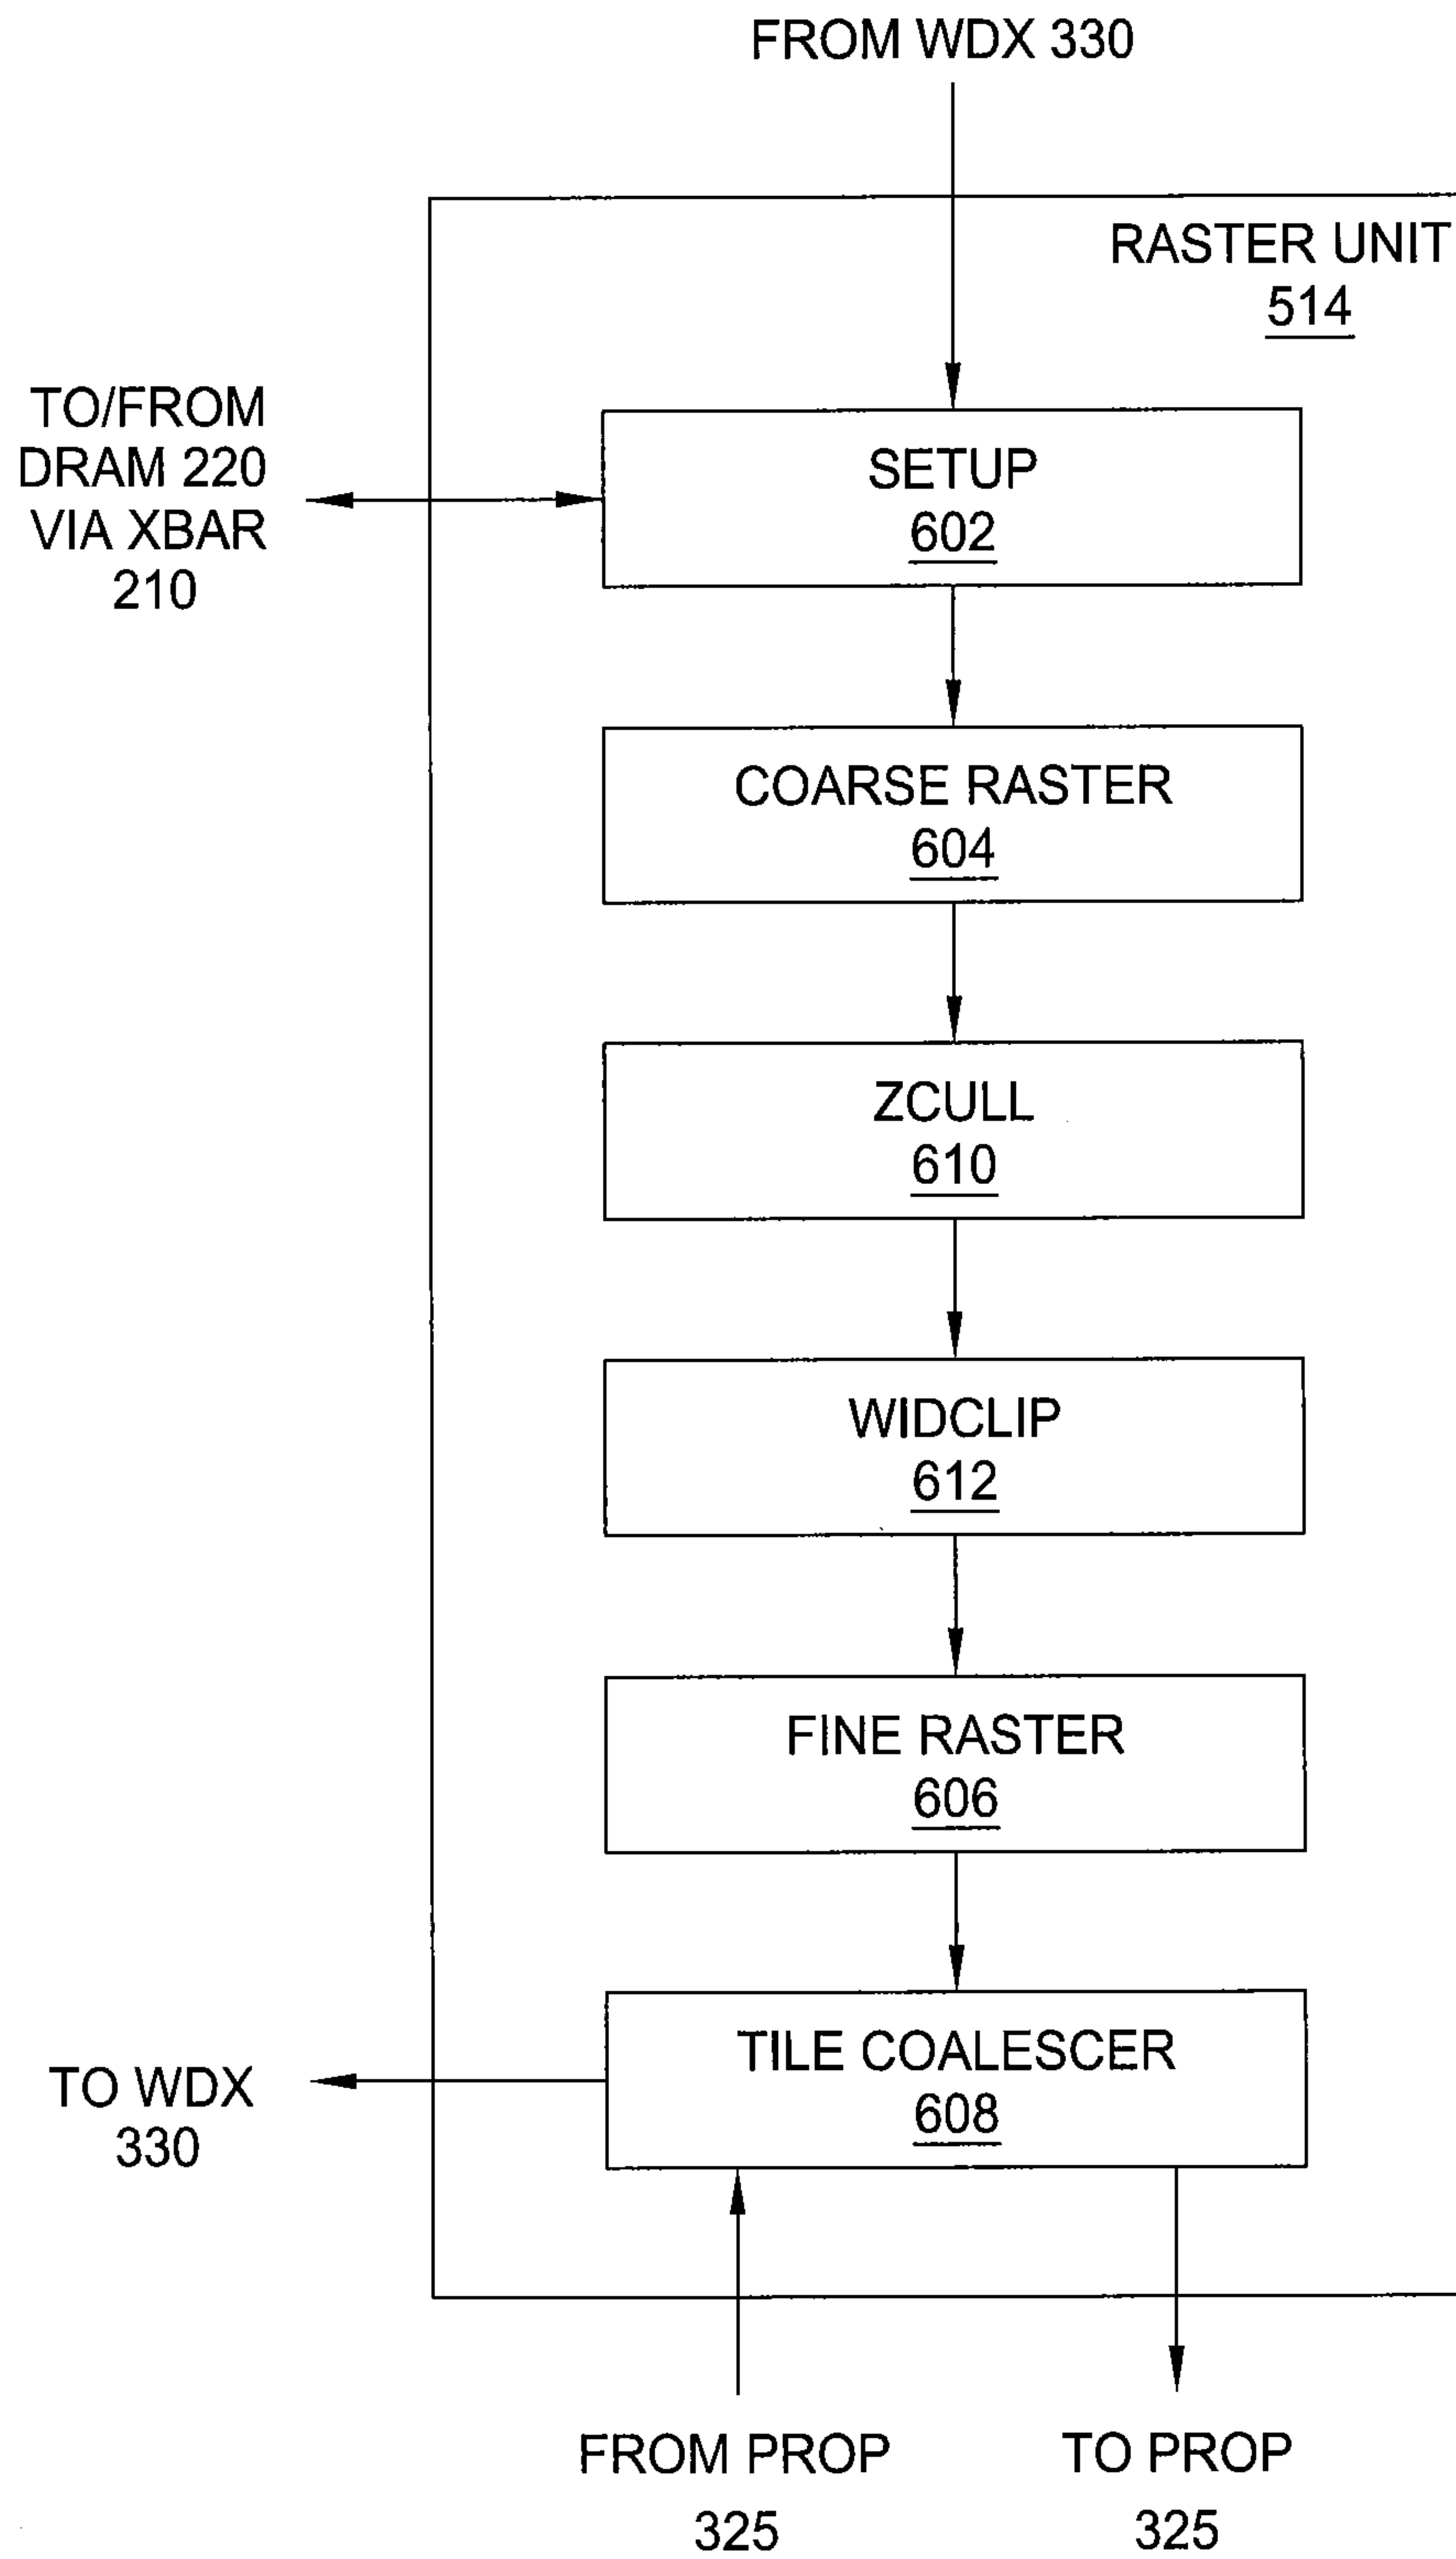 FROM WDX 330
RASTER UNIT
514
TO/FROM
DRAM 220
VIA XBAR
210
SETUP
602
COARSE RASTER
604
ZCULL
610
WIDCLIP
612
FINE RASTER
606
TILE COALESCER
608
TO WDX
330
FROM PROP
325
TO PROP
325